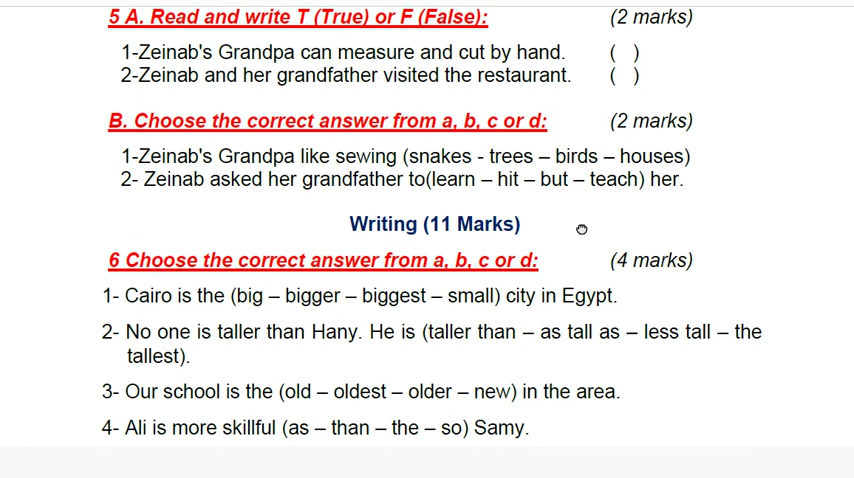 5 A. Read and write T (True) or F (False): (2 marks)
1-Zeinab's Grandpa can measure and cut by hand. ( )
2-Zeinab and her grandfather visited the restaurant. ( )
B. Choose the correct answer from a, b, c or d: (2 marks)
1-Zeinab's Grandpa like sewing (snakes - trees – birds – houses)
2- Zeinab asked her grandfather to(learn – hit – but – teach) her.
Writing (11 Marks)
6 Choose the correct answer from a, b, c or d: (4 marks)
1- Cairo is the (big – bigger – biggest – small) city in Egypt.
2- No one is taller than Hany. He is (taller than – as tall as – less tall – the
tallest).
3- Our school is the (old – oldest – older – new) in the area.
4- Ali is more skillful (as – than – the – so) Samy.